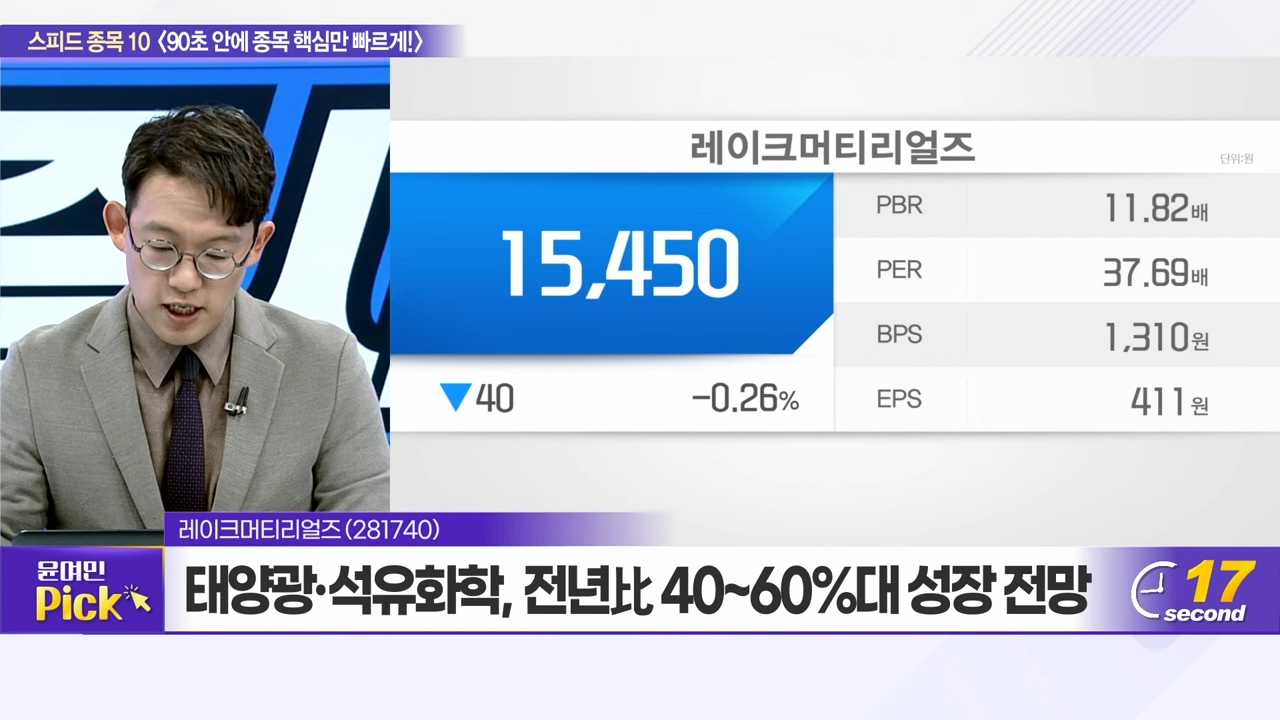 스피드 종목 10 〈90초 안에 종목 핵심만 빠르게!〉
레이크머티리얼즈
단위:원
15,450
▼40 -0.26%
PBR 11.82배
PER 37.69배
BPS 1,310원
EPS 411원
레이크머티리얼즈(281740)
윤여민
Pick
태양광·석유화학, 전년比 40~60%대 성장 전망
17
second